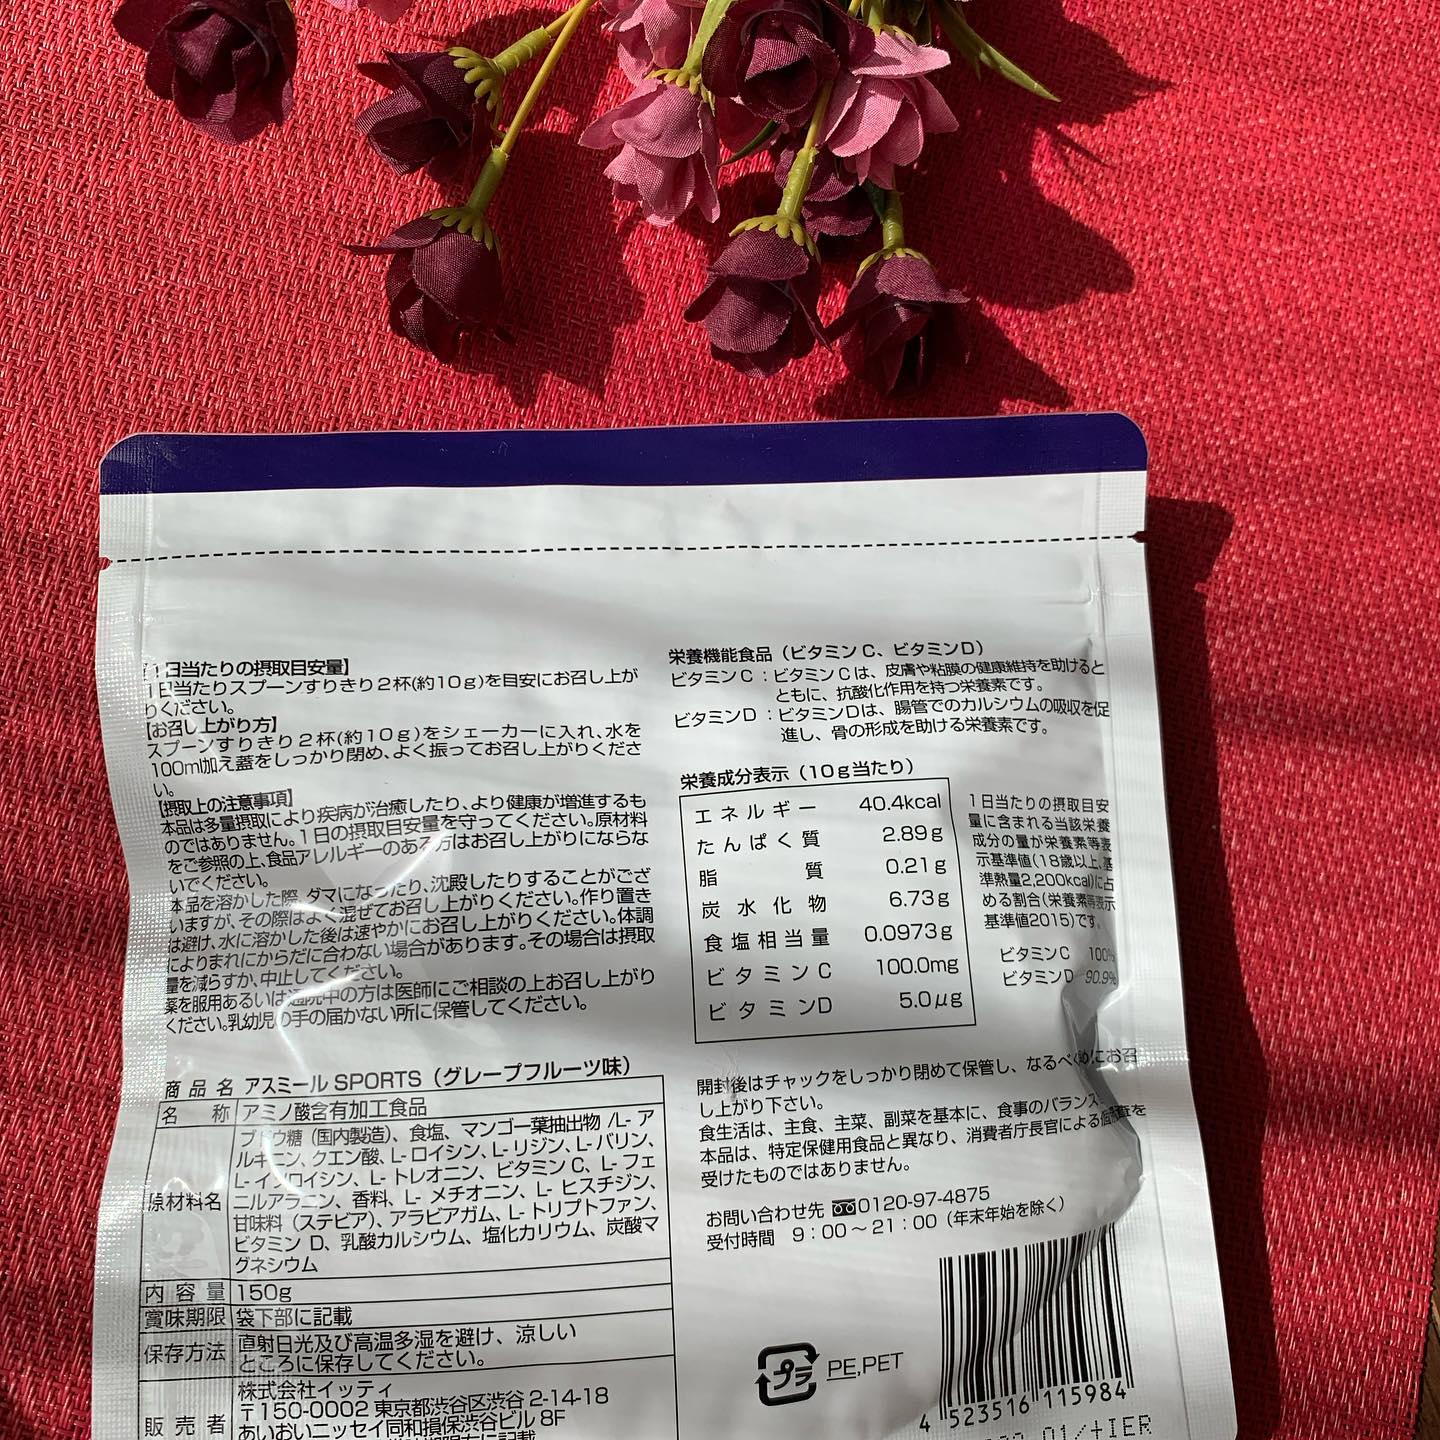 【1日当たりの摂取目安量】
1日当たりスプーンすりきり2杯(約10g)を目安にお召し上が
りください。
【お召し上がり方】
スプーンすりきり2杯(約10g)をシェーカーに入れ、水を
100ml加え蓋をしっかり閉め、よく振ってお召し上がりくださ
い。
【摂取上の注意事項】
本品は多量摂取により疾病が治癒したり、より健康が増進するも
のではありません。1日の摂取目安量を守ってください。原材料
をご参照の上、食品アレルギーのある方はお召し上がりにならな
いでください。
本品を溶かした際、ダマになったり、沈殿したりすることがござ
いますが、その際はよく混ぜてお召し上がりください。作り置き
は避け、水に溶かした後は速やかにお召し上がりください。体調
によりまれにからだに合わない場合があります。その場合は摂取
量を減らすか、中止してください。
薬を服用あるいは通院中の方は医師にご相談の上お召し上がり
ください。乳幼児の手の届かない所に保管してください。
商品名 アスミール SPORTS（グレープフルーツ味）
名称 アミノ酸含有加工食品
原材料名
ブドウ糖（国内製造）、食塩、マンゴー葉抽出物 /L- ア
ルギニン、クエン酸、L- ロイシン、L- リジン、L- バリン、
L- イソロイシン、L- トレオニン、ビタミン C、L- フェ
ニルアラニン、香料、L- メチオニン、L- ヒスチジン、
甘味料（ステビア）、アラビアガム、L- トリプトファン、
ビタミン D、乳酸カルシウム、塩化カリウム、炭酸マ
グネシウム
内容量 150g
賞味期限 袋下部に記載
保存方法 直射日光及び高温多湿を避け、涼しい
ところに保存してください。
販売者
株式会社イッティ
〒150-0002 東京都渋谷区渋谷 2-14-18
あいおいニッセイ同和損保渋谷ビル 8F
栄養機能食品（ビタミンC、ビタミンD）
ビタミンC：ビタミンCは、皮膚や粘膜の健康維持を助けると
ともに、抗酸化作用を持つ栄養素です。
ビタミンD：ビタミンDは、腸管でのカルシウムの吸収を促
進し、骨の形成を助ける栄養素です。
栄養成分表示（10g当たり）
エネルギー 40.4kcal
たんぱく質 2.89g
脂質 0.21g
炭水化物 6.73g
食塩相当量 0.0973g
ビタミンC 100.0mg
ビタミンD 5.0μg
1日当たりの摂取目安
量に含まれる当該栄養
成分の量が栄養素等表
示基準値(18歳以上、基
準熱量2,200kcal)に占
める割合(栄養素等表示
基準値2015)です。
ビタミンC 100%
ビタミンD 90.9%
開封後はチャックをしっかり閉めて保管し、なるべく早めにお召
し上がり下さい。
食生活は、主食、主菜、副菜を基本に、食事のバランス
本品は、特定保健用食品と異なり、消費者庁長官による個別審査を
受けたものではありません。
お問い合わせ先 0120-97-4875
受付時間 9：00～21：00（年末年始を除く）
プラ PE,PET
4 523516 115984